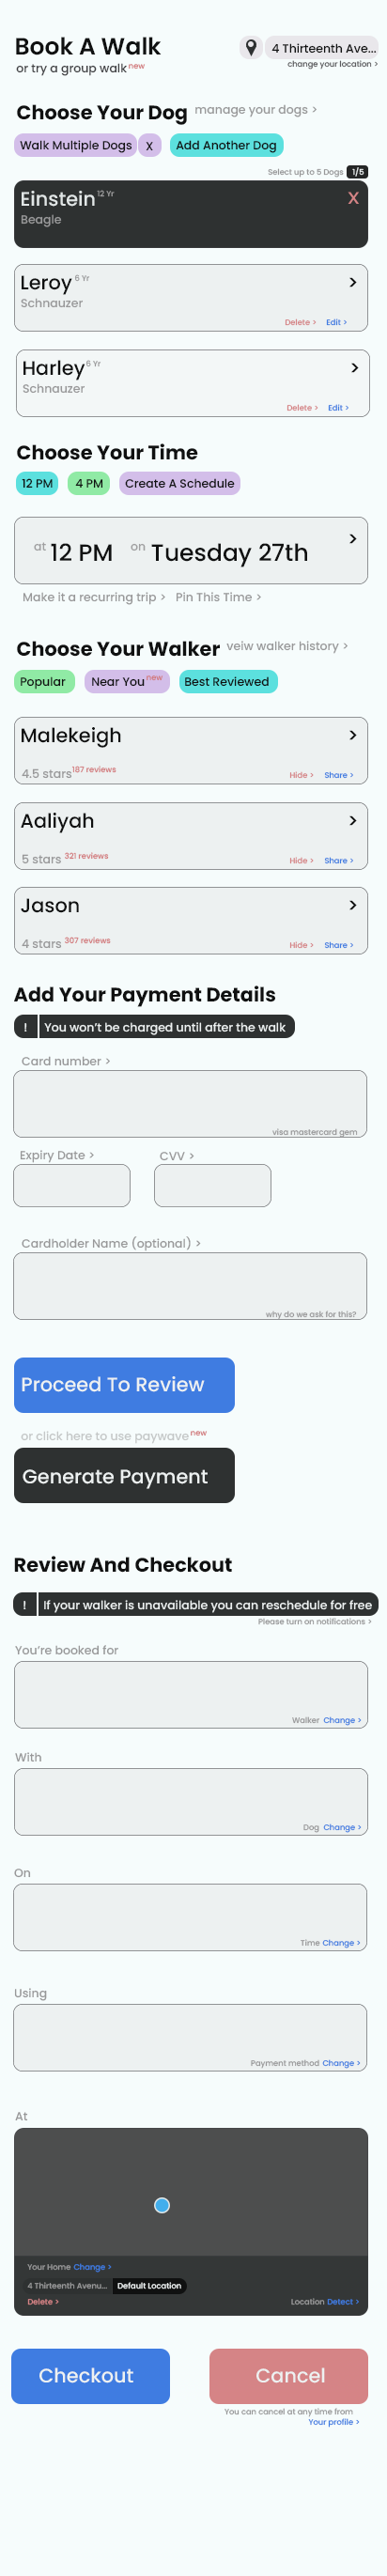 Book A Walk
or try a group walk new
4 Thirteenth Ave...
change your location >
Choose Your Dog manage your dogs >
Walk Multiple Dogs X Add Another Dog
Select up to 5 Dogs 1/5
Einstein 12 Yr X
Beagle
Leroy 6 Yr >
Schnauzer
Delete > Edit >
Harley 6 Yr >
Schnauzer
Delete > Edit >
Choose Your Time
12 PM 4 PM Create A Schedule
at 12 PM on Tuesday 27th >
Make it a recurring trip > Pin This Time >
Choose Your Walker veiw walker history >
Popular Near You new Best Reviewed
Malekeigh >
4.5 stars 187 reviews Hide > Share >
Aaliyah >
5 stars 321 reviews Hide > Share >
Jason >
4 stars 307 reviews Hide > Share >
Add Your Payment Details
! You won't be charged until after the walk
Card number >
visa mastercard gem
Expiry Date > CVV >
Cardholder Name (optional) >
why do we ask for this?
Proceed To Review
or click here to use paywave new
Generate Payment
Review And Checkout
! If your walker is unavailable you can reschedule for free
Please turn on notifications >
You're booked for
Walker Change >
With
Dog Change >
On
Time Change >
Using
Payment method Change >
At
Your Home Change >
4 Thirteenth Avenu... Default Location
Delete > Location Detect >
Checkout Cancel
You can cancel at any time from
Your profile >